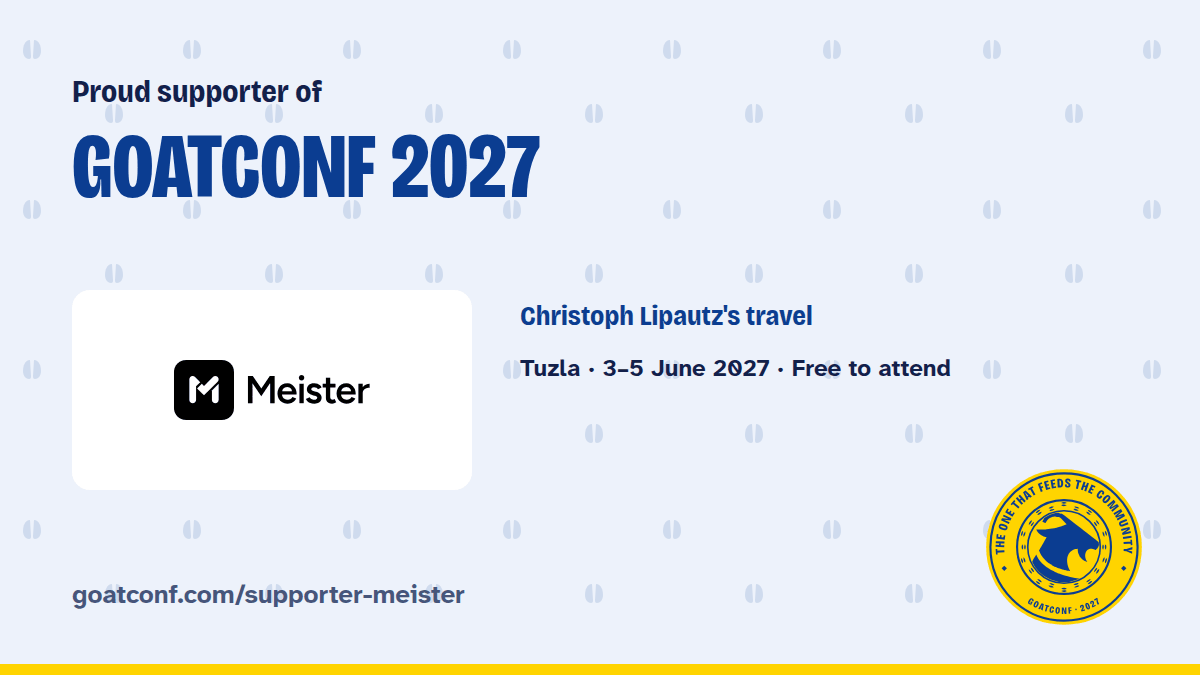 Proud supporter of
GOATCONF 2027
Meister
Christoph Lipautz's travel
Tuzla · 3–5 June 2027 · Free to attend
THE ONE THAT FEEDS THE COMMUNITY
GOATCONF · 2027
goatconf.com/supporter-meister